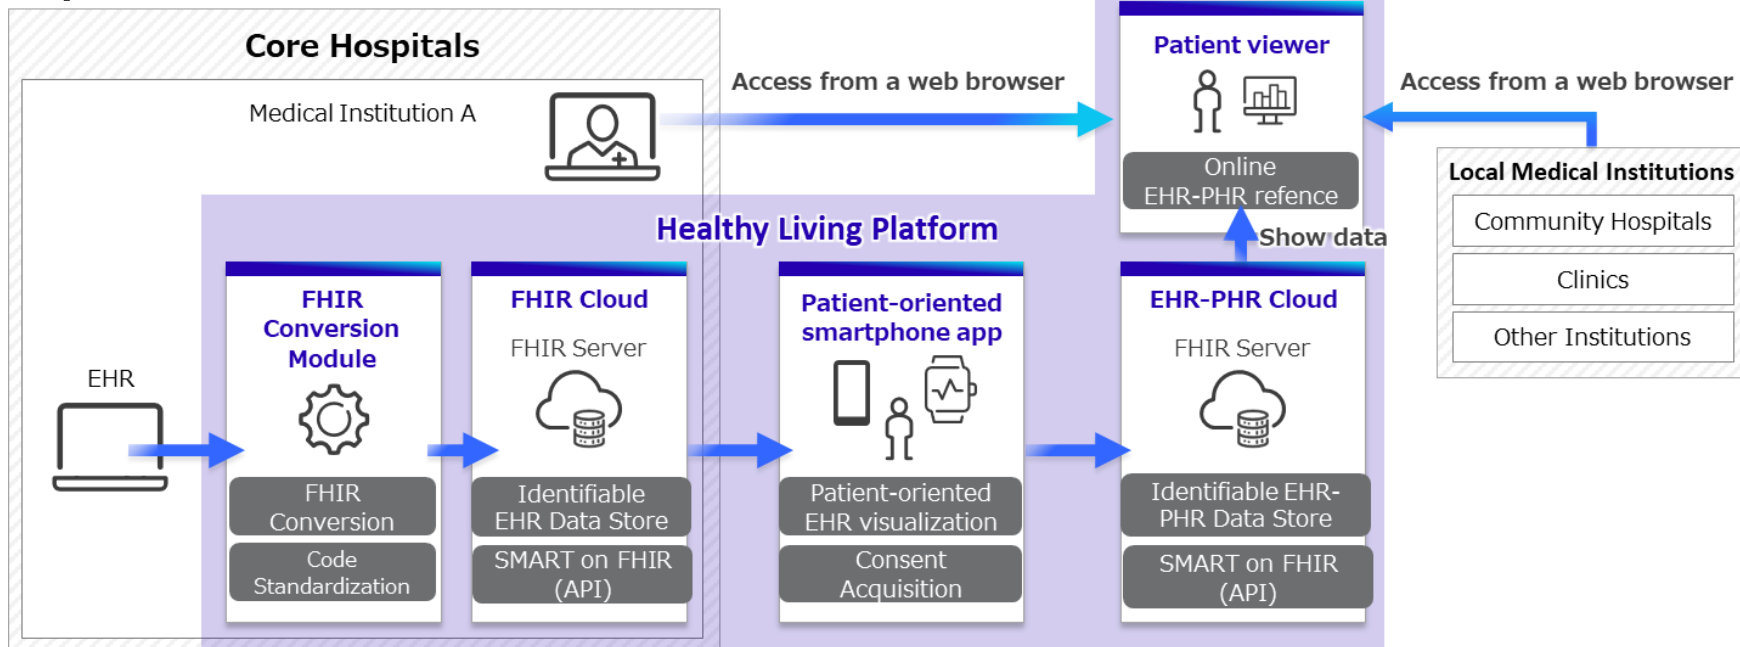 Core Hospitals
Medical Institution A
Access from a web browser
Patient viewer
Online
EHR-PHR refence
Access from a web browser
Local Medical Institutions
Community Hospitals
Clinics
Other Institutions
Healthy Living Platform
Show data
EHR
FHIR
Conversion
Module
FHIR
Conversion
Code
Standardization
FHIR Cloud
FHIR Server
Identifiable
EHR Data Store
SMART on FHIR
(API)
Patient-oriented
smartphone app
Patient-oriented
EHR visualization
Consent
Acquisition
EHR-PHR Cloud
FHIR Server
Identifiable EHR-
PHR Data Store
SMART on FHIR
(API)